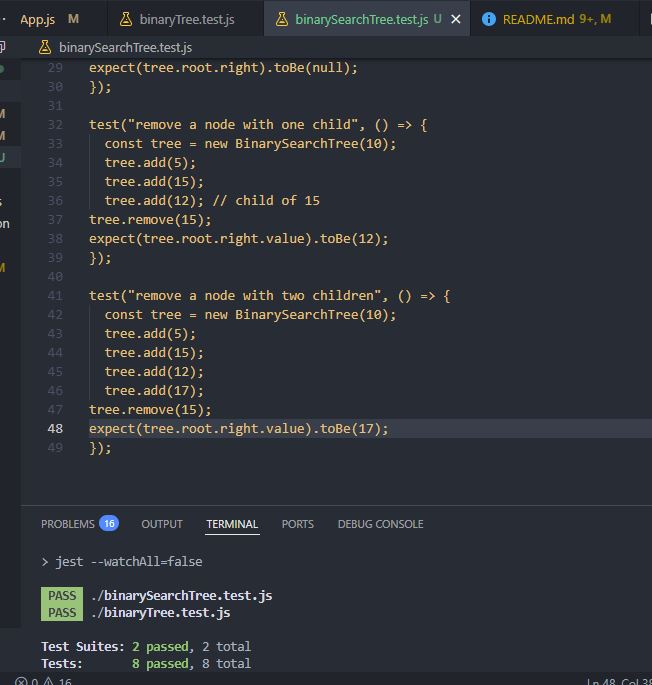 App.js M binaryTree.test.js binarySearchTree.test.js U × README.md 9+, M
binarySearchTree.test.js
29 expect(tree.root.right).toBe(null);
30 });
31
32 test("remove a node with one child", () => {
33 const tree = new BinarySearchTree(10);
34 tree.add(5);
35 tree.add(15);
36 tree.add(12); // child of 15
37 tree.remove(15);
38 expect(tree.root.right.value).toBe(12);
39 });
40
41 test("remove a node with two children", () => {
42 const tree = new BinarySearchTree(10);
43 tree.add(5);
44 tree.add(15);
45 tree.add(12);
46 tree.add(17);
47 tree.remove(15);
48 expect(tree.root.right.value).toBe(17);
49 });
PROBLEMS 16 OUTPUT TERMINAL PORTS DEBUG CONSOLE
> jest --watchAll=false
PASS ./binarySearchTree.test.js
PASS ./binaryTree.test.js
Test Suites: 2 passed, 2 total
Tests: 8 passed, 8 total
0 16 Ln 48, Col 38